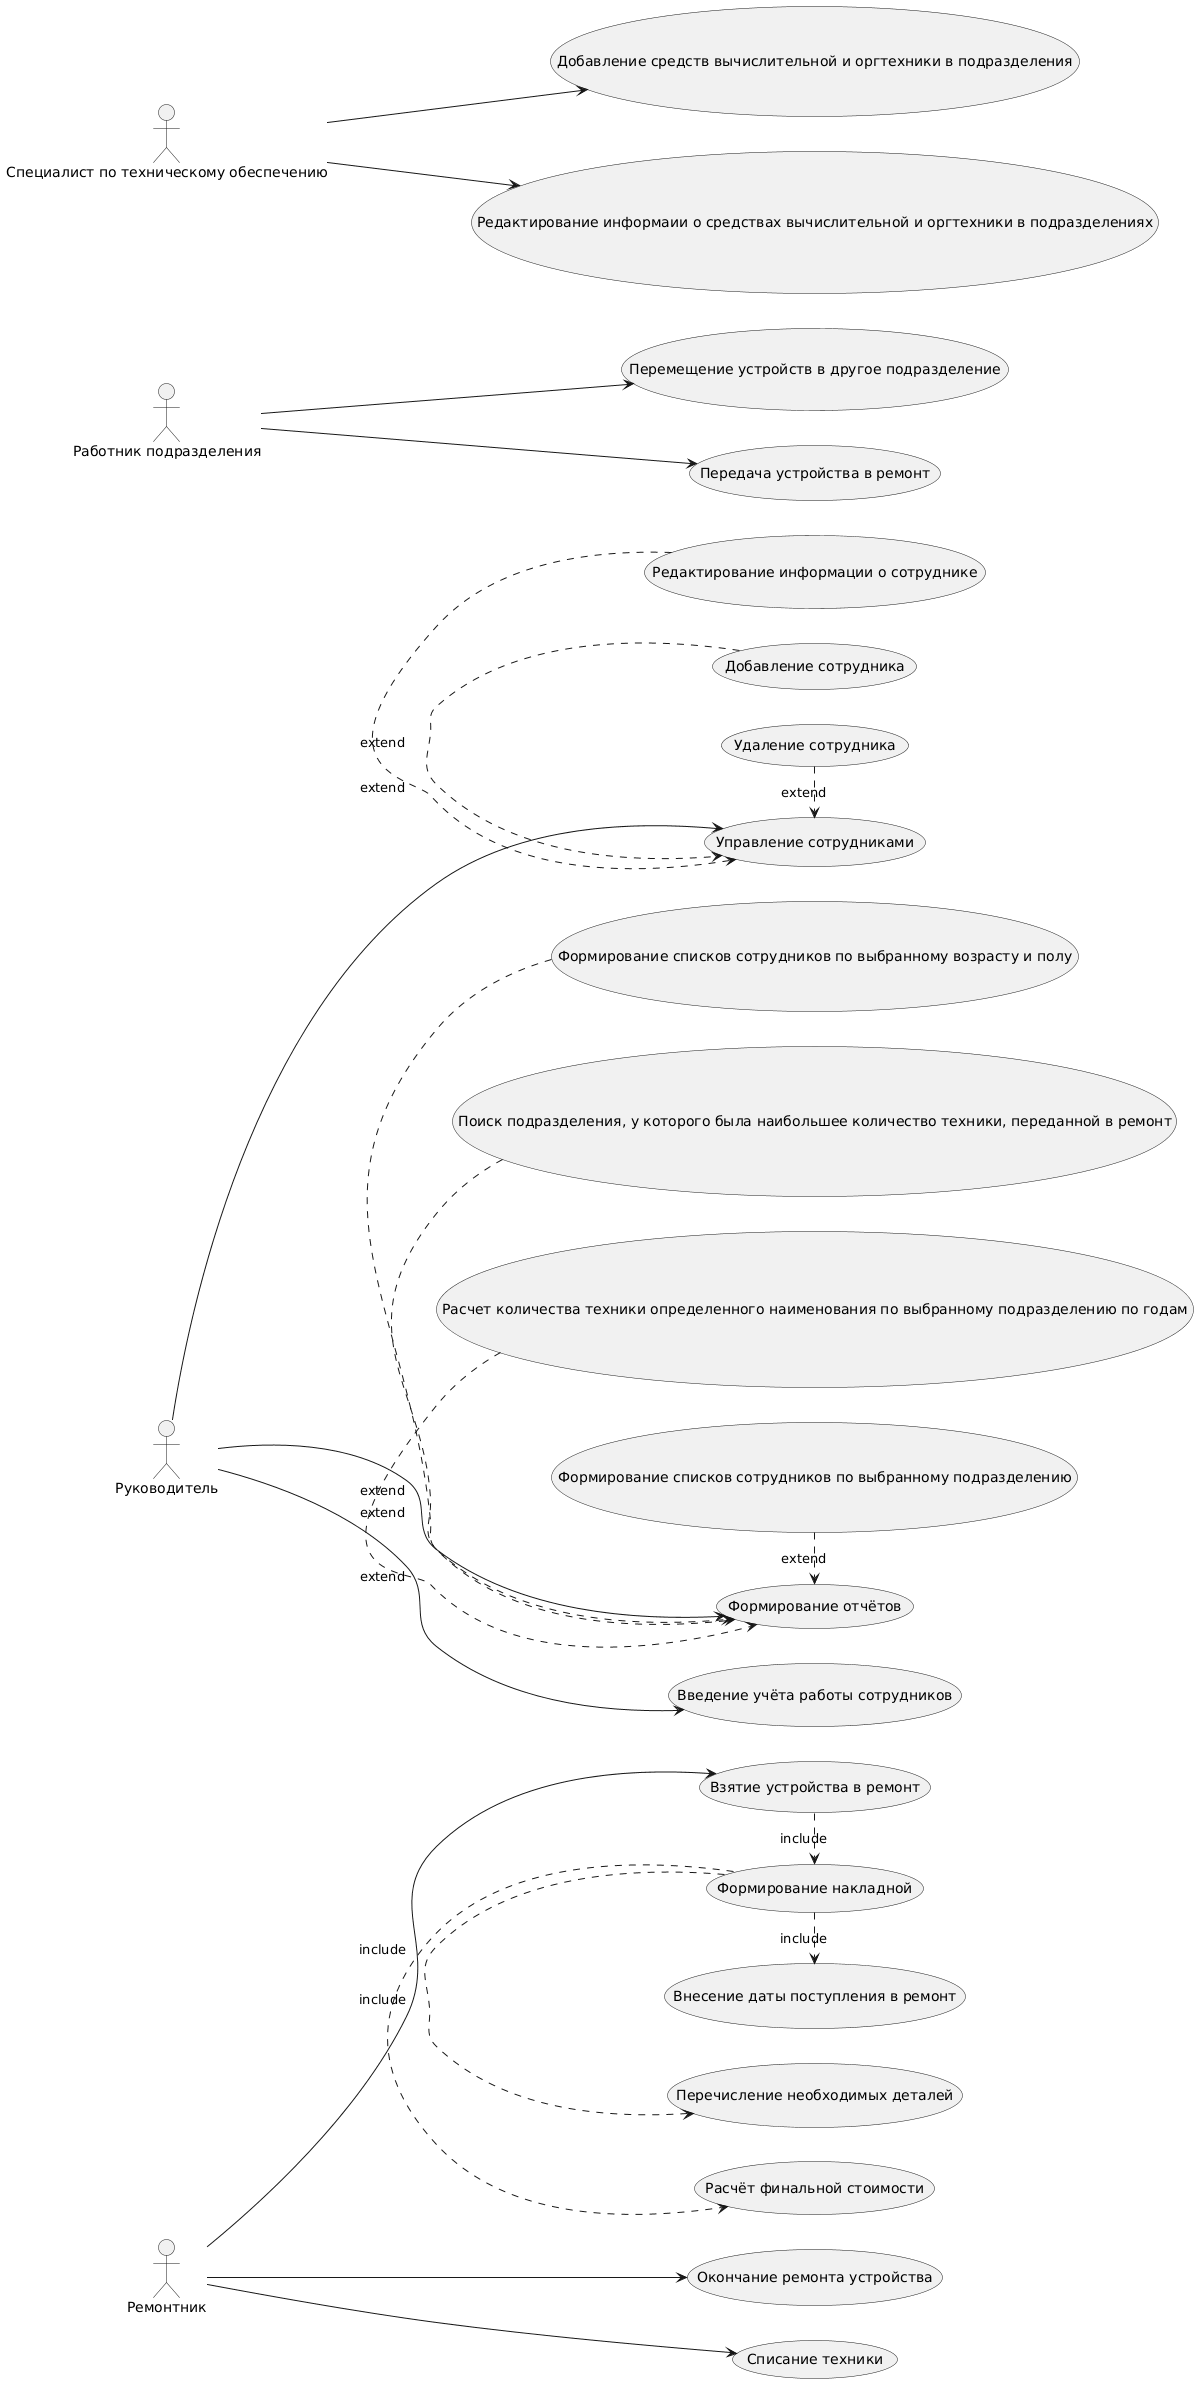 Добавление средств вычислительной и оргтехники в подразделения
Специалист по техническому обеспечению
Редактирование информаии о средствах вычислительной и оргтехники в подразделениях
Перемещение устройств в другое подразделение
Работник подразделения
Передача устройства в ремонт
Редактирование информации о сотруднике
Добавление сотрудника
extend
Удаление сотрудника
extend
extend
Управление сотрудниками
Формирование списков сотрудников по выбранному возрасту и полу
Поиск подразделения, у которого была наибольшее количество техники, переданной в ремонт
Расчет количества техники определенного наименования по выбранному подразделению по годам
Формирование списков сотрудников по выбранному подразделению
Руководитель
extend
extend
extend
extend
Формирование отчётов
Введение учёта работы сотрудников
Взятие устройства в ремонт
include
Формирование накладной
include
include
Внесение даты поступления в ремонт
include
Перечисление необходимых деталей
Расчёт финальной стоимости
Окончание ремонта устройства
Ремонтник
Списание техники